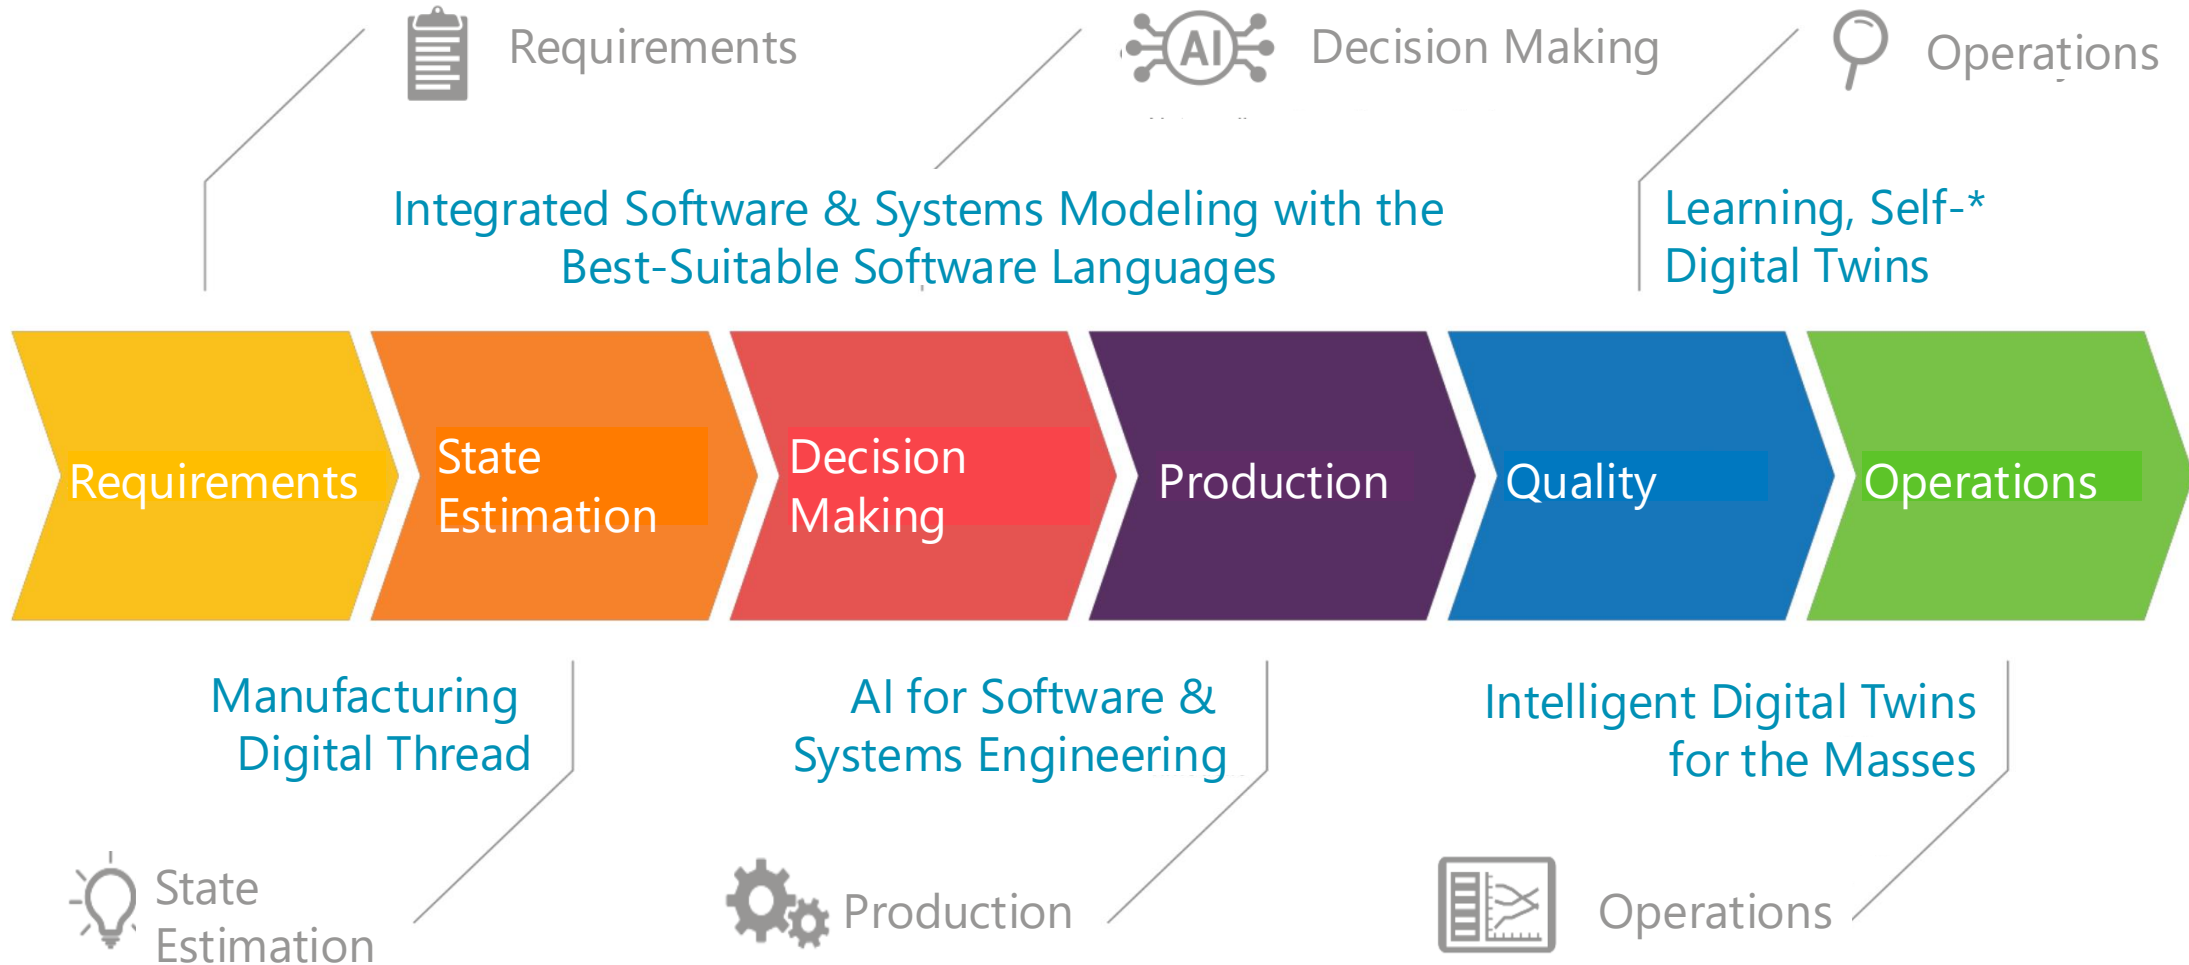 Requirements
Decision Making
Operations
Integrated Software & Systems Modeling with the
Best-Suitable Software Languages
Learning, Self-*
Digital Twins
Requirements
State
Estimation
Decision
Making
Production
Quality
Operations
Manufacturing
Digital Thread
AI for Software &
Systems Engineering
Intelligent Digital Twins
for the Masses
State
Estimation
Production
Operations
AI